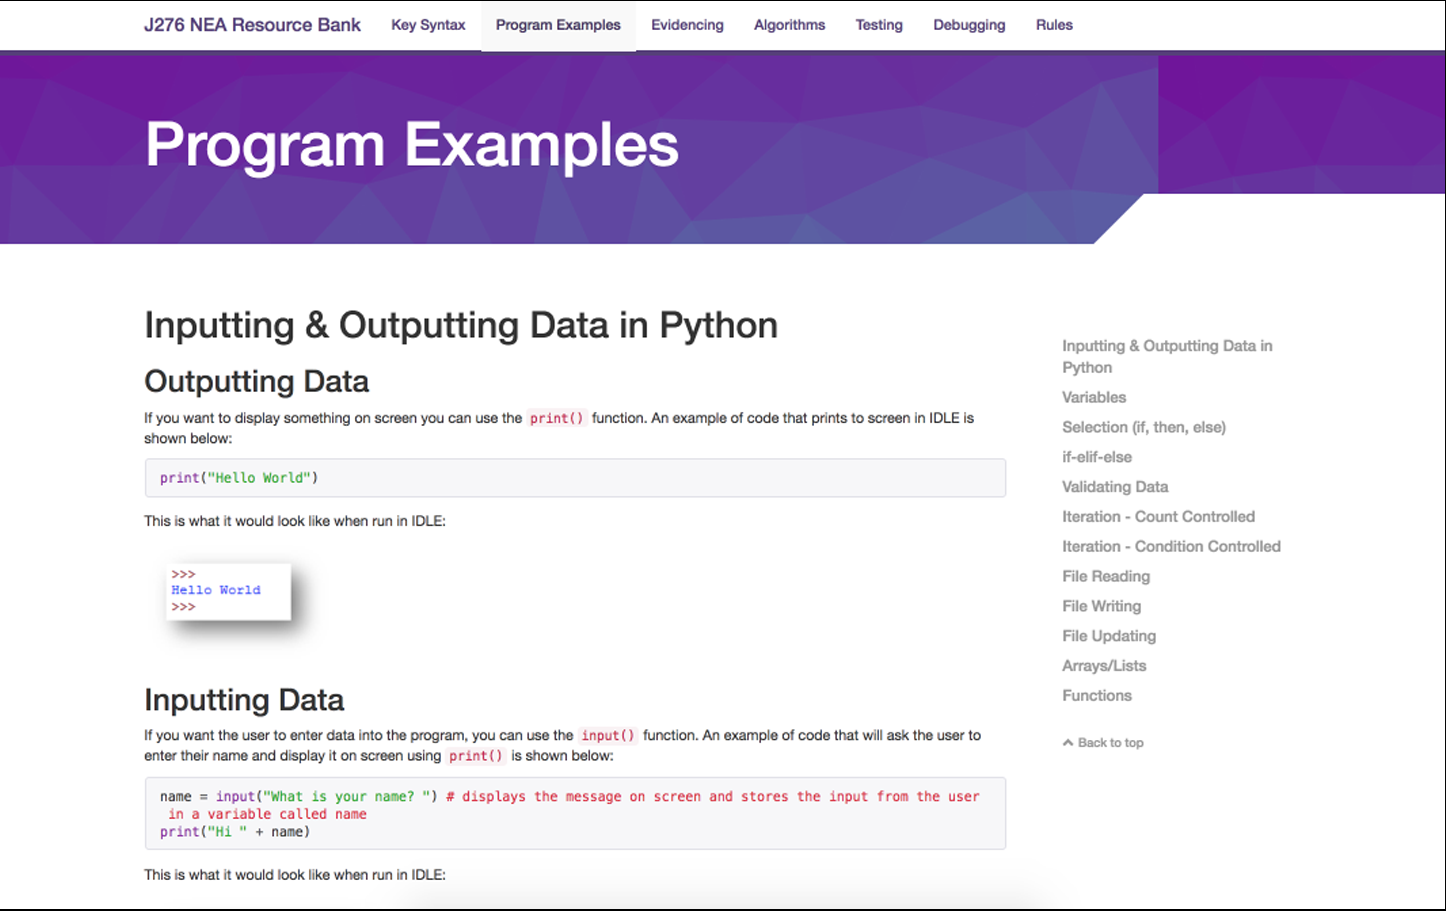 J276 NEA Resource Bank Key Syntax Program Examples Evidencing Algorithms Testing Debugging Rules
Program Examples
Inputting & Outputting Data in Python
Outputting Data
If you want to display something on screen you can use the print() function. An example of code that prints to screen in IDLE is
shown below:
print("Hello World")
This is what it would look like when run in IDLE:
>>>
Hello World
>>>
Inputting Data
If you want the user to enter data into the program, you can use the input() function. An example of code that will ask the user to
enter their name and display it on screen using print() is shown below:
name = input("What is your name? ") # displays the message on screen and stores the input from the user
in a variable called name
print("Hi " + name)
This is what it would look like when run in IDLE:
Inputting & Outputting Data in
Python
Variables
Selection (if, then, else)
if-elif-else
Validating Data
Iteration - Count Controlled
Iteration - Condition Controlled
File Reading
File Writing
File Updating
Arrays/Lists
Functions
Back to top